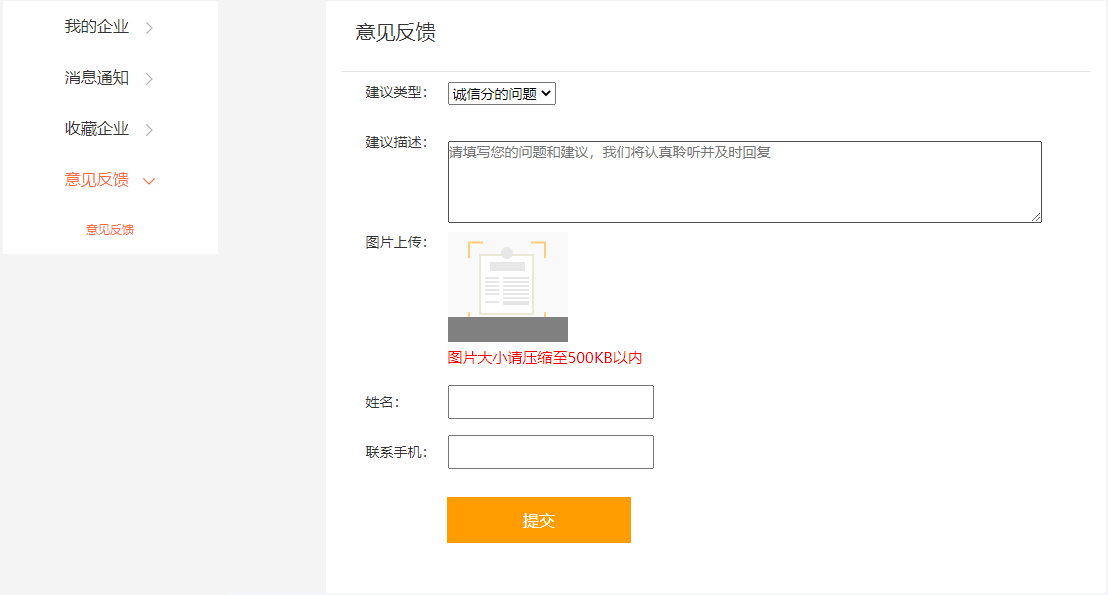 我的企业
消息通知
收藏企业
意见反馈
意见反馈
意见反馈
建议类型：
诚信分的问题
建议描述：
请填写您的问题和建议，我们将认真聆听并及时回复
图片上传：
图片大小请压缩至500KB以内
姓名：
联系手机：
提交